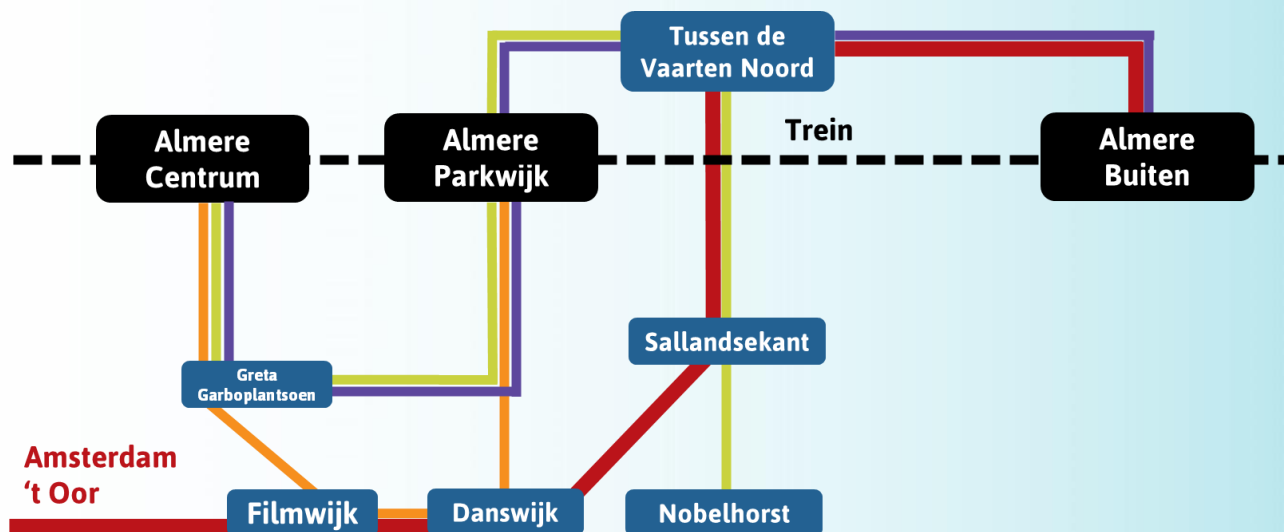 Tussen de
Vaarten Noord
Almere
Centrum
Almere
Parkwijk
Trein
Almere
Buiten
Sallandsekant
Greta
Garboplantsoen
Amsterdam
‘t Oor
Filmwijk
Danswijk
Nobelhorst